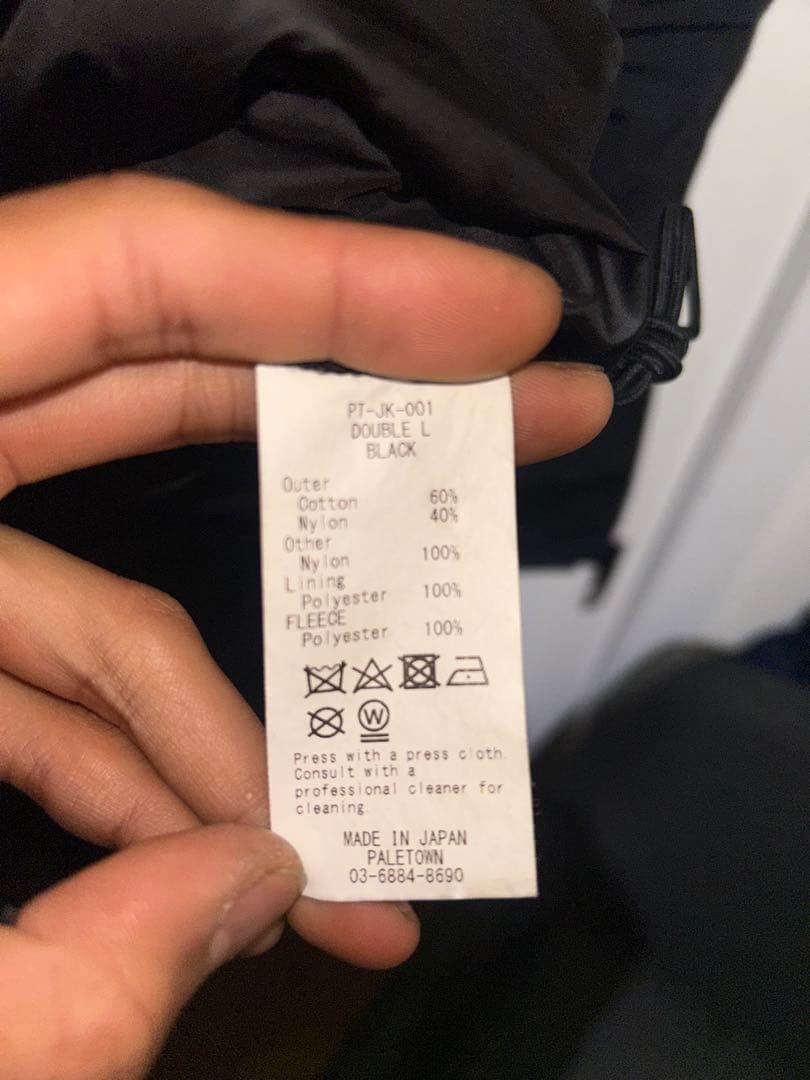 PT-JK-001
DOUBLE L
BLACK
Outer
Cotton 60%
Nylon 40%
Other
Nylon 100%
Lining
Polyester 100%
FLEECE
Polyester 100%
W
Press with a press cloth.
Consult with a
professional cleaner for
cleaning.
MADE IN JAPAN
PALETOWN
03-6884-8690